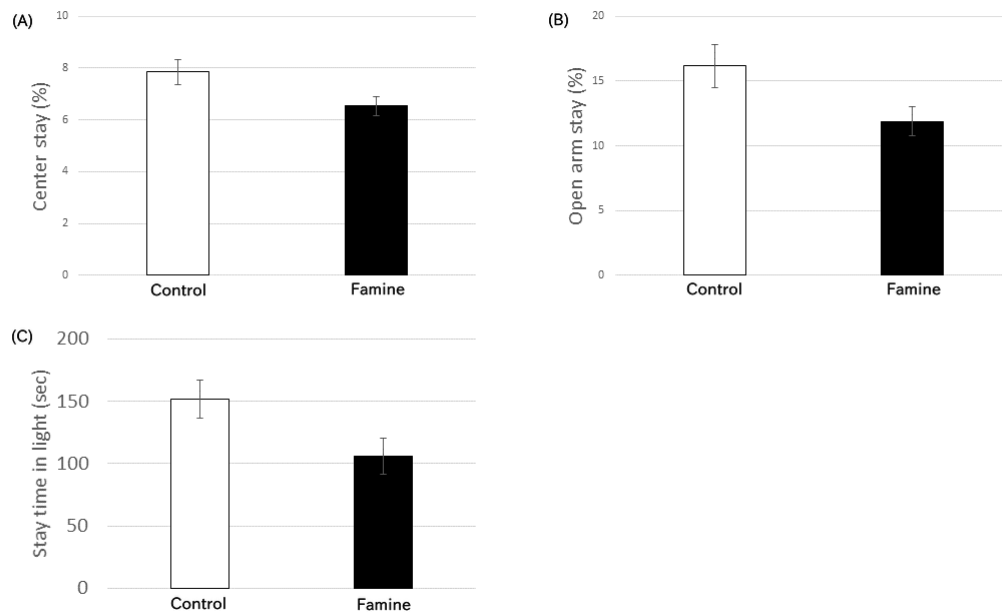 (A)
Center stay (%)
10
8
6
4
2
0
Control
Famine
(B)
Open arm stay (%)
20
15
10
5
0
Control
Famine
(C)
Stay time in light (sec)
200
150
100
50
0
Control
Famine